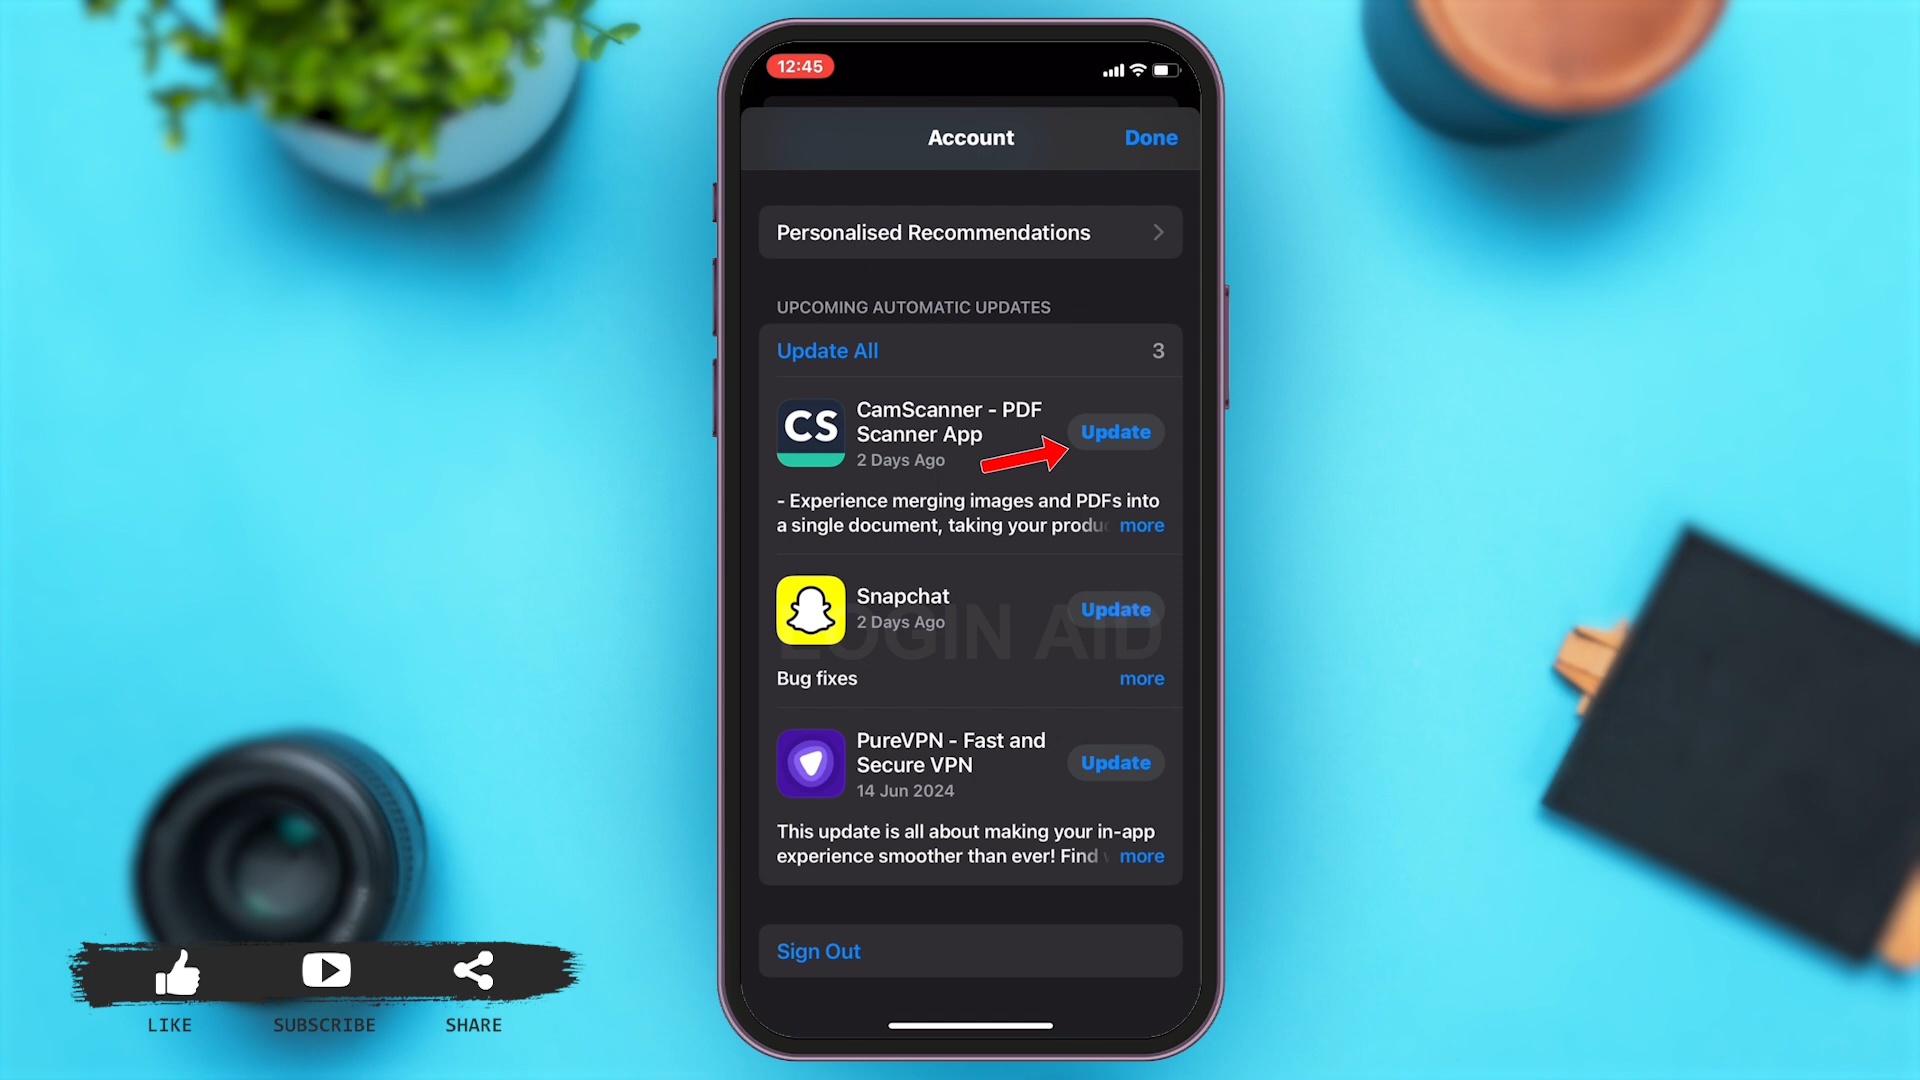 12:45
Account
Done
Personalised Recommendations
UPCOMING AUTOMATIC UPDATES
Update All
3
CS
CamScanner - PDF
Scanner App
2 Days Ago
Update
- Experience merging images and PDFs into
a single document, taking your produ more
Snapchat
2 Days Ago
Update
LOGIN AID
Bug fixes
more
PureVPN - Fast and
Secure VPN
14 Jun 2024
Update
This update is all about making your in-app
experience smoother than ever! Find more
Sign Out
LIKE
SUBSCRIBE
SHARE